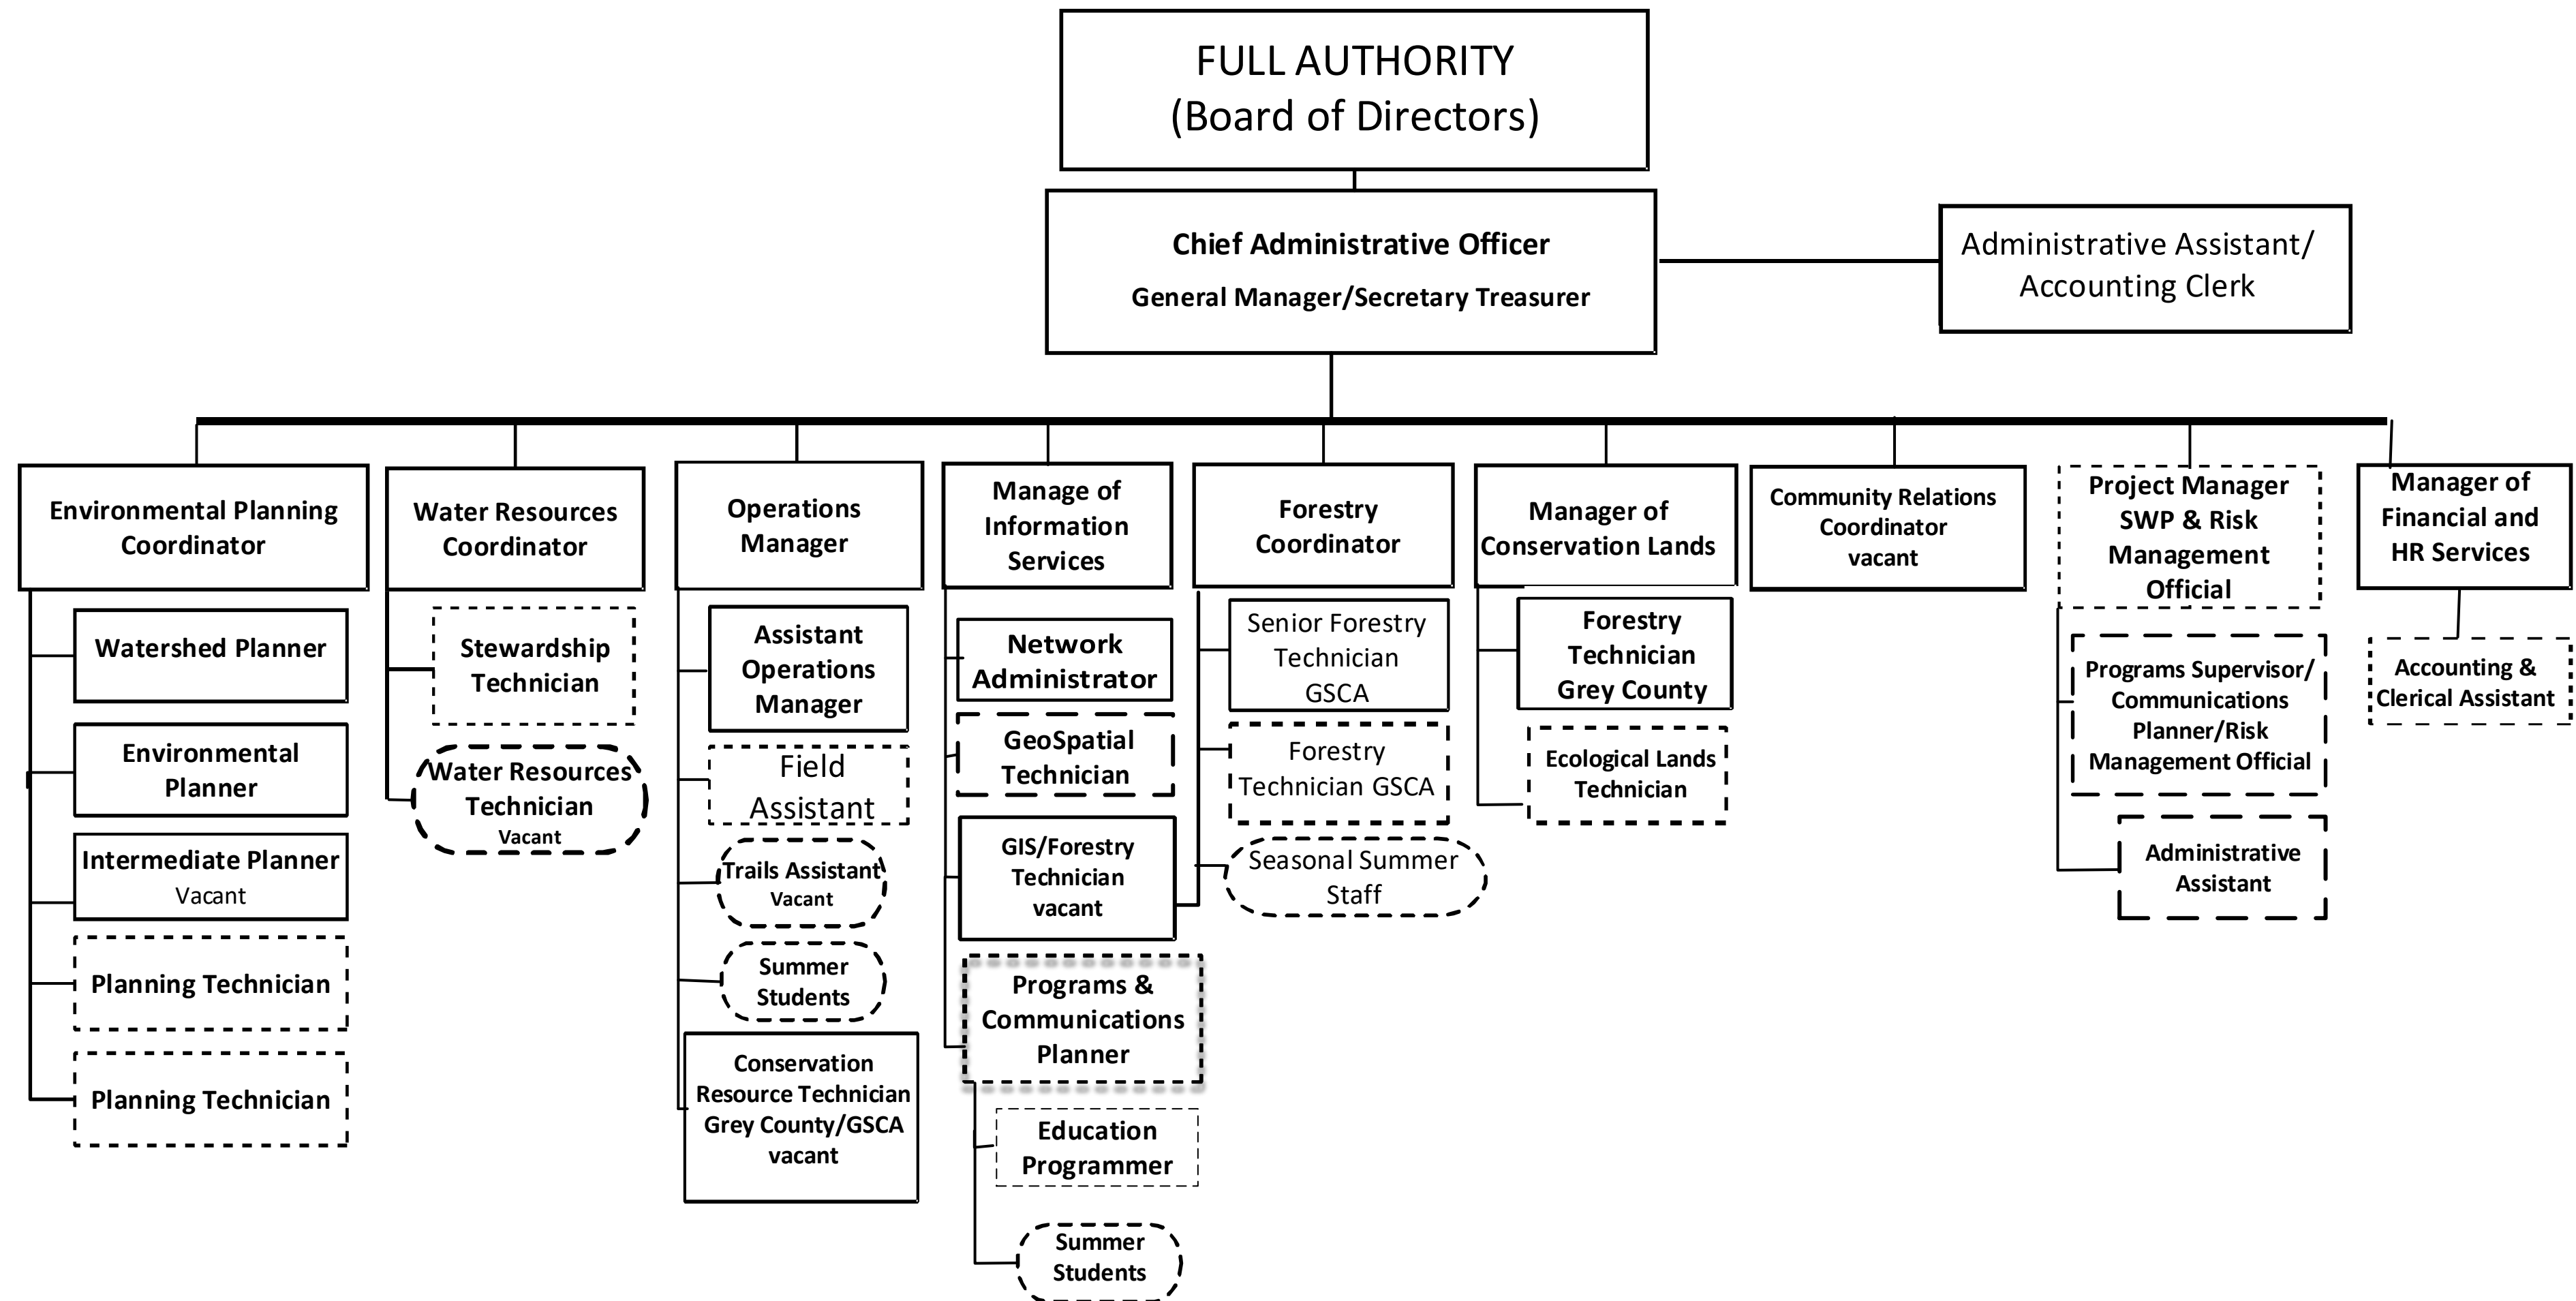 FULL AUTHORITY
(Board of Directors)
Chief Administrative Officer
General Manager/Secretary Treasurer
Administrative Assistant/
Accounting Clerk
Environmental Planning
Coordinator
Watershed Planner
Environmental
Planner
Intermediate Planner
Vacant
Planning Technician
Planning Technician
Water Resources
Coordinator
Stewardship
Technician
Water Resources
Technician
Vacant
Operations
Manager
Assistant
Operations
Manager
Field
Assistant
Trails Assistant
Vacant
Summer
Students
Conservation
Resource Technician
Grey County/GSCA
vacant
Manage of
Information
Services
Network
Administrator
GeoSpatial
Technician
GIS/Forestry
Technician
vacant
Programs &
Communications
Planner
Education
Programmer
Summer
Students
Forestry
Coordinator
Senior Forestry
Technician
GSCA
Forestry
Technician GSCA
Seasonal Summer
Staff
Manager of
Conservation Lands
Forestry
Technician
Grey County
Ecological Lands
Technician
Community Relations
Coordinator
vacant
Project Manager
SWP & Risk
Management
Official
Programs Supervisor/
Communications
Planner/Risk
Management Official
Administrative
Assistant
Manager of
Financial and
HR Services
Accounting &
Clerical Assistant